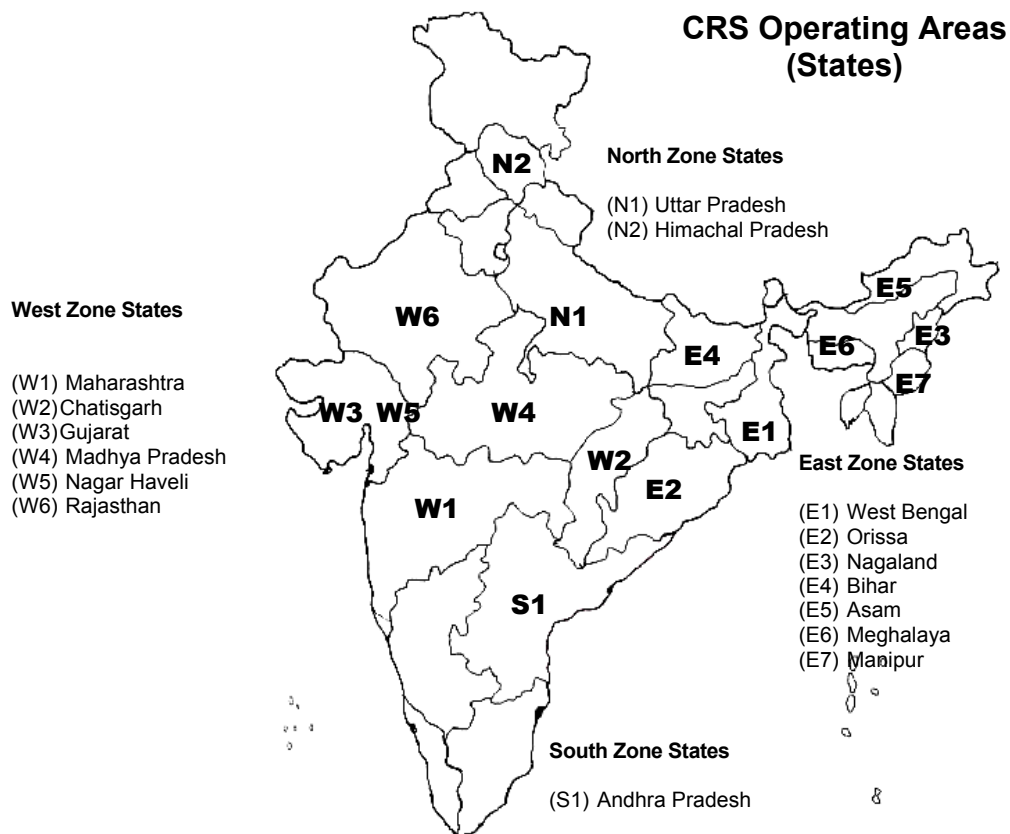 CRS Operating Areas
(States)
N2
North Zone States
(N1) Uttar Pradesh
(N2) Himachal Pradesh
E5
West Zone States
W6
N1
E3
E6
E4
E7
(W1) Maharashtra
(W2)Chatisgarh
(W3)Gujarat
(W4) Madhya Pradesh
(W5) Nagar Haveli
(W6) Rajasthan
W3
W5
W4
E1
W2
E2
W1
East Zone States
(E1) West Bengal
(E2) Orissa
(E3) Nagaland
(E4) Bihar
(E5) Asam
(E6) Meghalaya
(E7) Manipur
S1
South Zone States
(S1) Andhra Pradesh